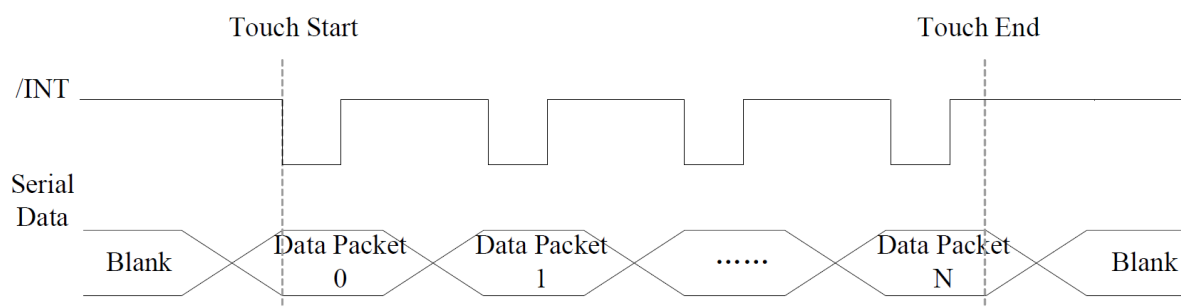 Touch Start
Touch End
/INT
Serial
Data
Blank
Data Packet
0
Data Packet
1
……
Data Packet
N
Blank